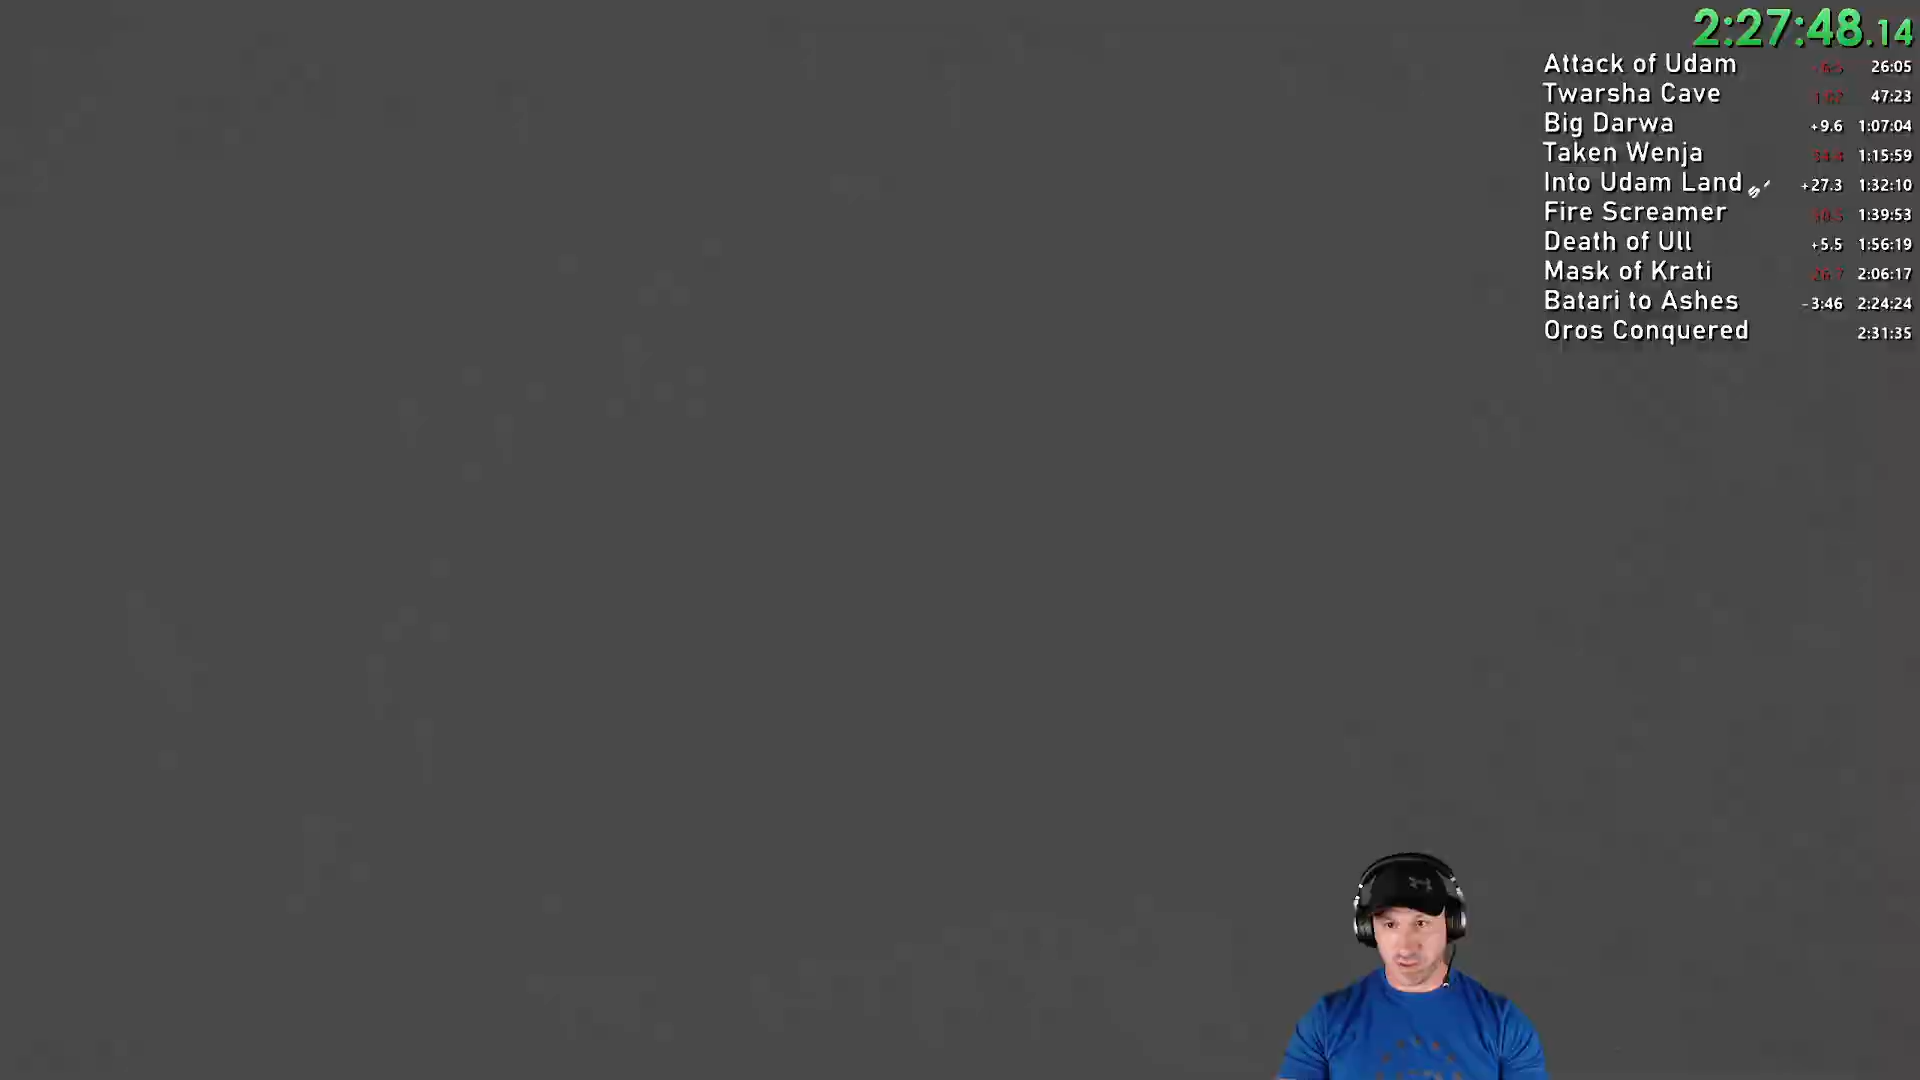 2:27:48.14
Attack of Udam 26:05
Twarsha Cave 47:23
Big Darwa +9.6 1:07:04
Taken Wenja 1:15:59
Into Udam Land +27.3 1:32:10
Fire Screamer 1:39:53
Death of Ull +5.5 1:56:19
Mask of Krati 2:06:17
Batari to Ashes -3:46 2:24:24
Oros Conquered 2:31:35